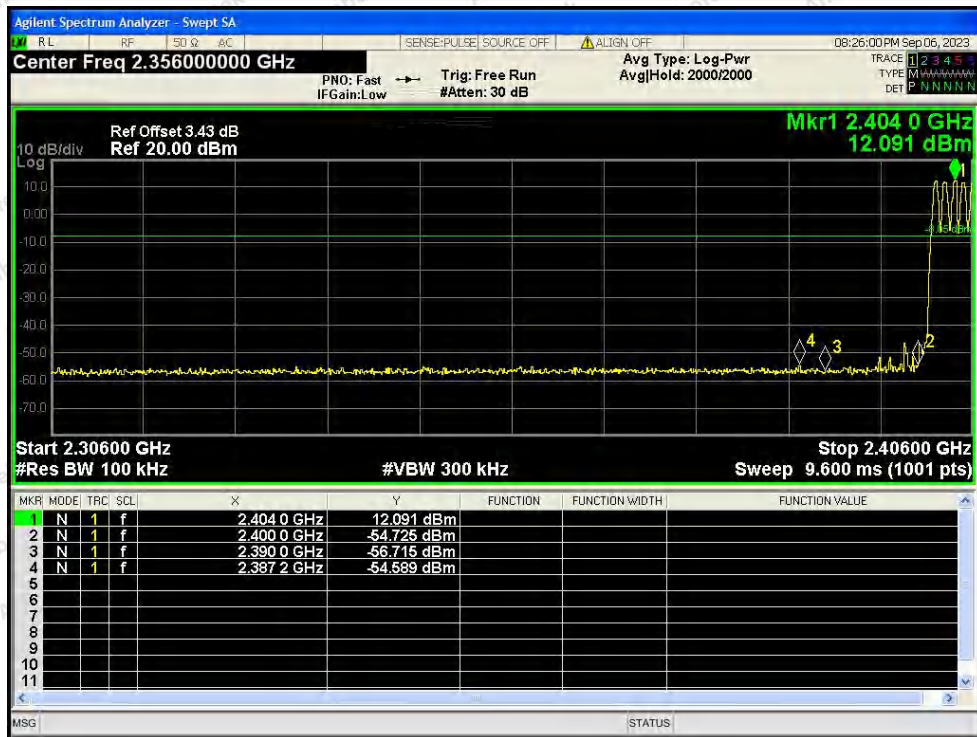 Agilent Spectrum Analyzer - Swept SA
RL RF 50 Ω AC SENSE:PULSE SOURCE OFF ALIGN OFF 08:26:00 PM Sep 06, 2023
Center Freq 2.356000000 GHz
PNO: Fast Trig: Free Run
IFGain:Low #Atten: 30 dB
Avg Type: Log-Pwr
Avg|Hold: 2000/2000
TRACE 1 2 3 4 5 6
TYPE M
DET P N N N N N
Mkr1 2.404 0 GHz
12.091 dBm
Ref Offset 3.43 dB
10 dB/div Ref 20.00 dBm
Log
1
10.0
0.00
-10.0
-20.0
-30.0
-40.0
4 3 2
-50.0
-60.0
-70.0
Start 2.30600 GHz Stop 2.40600 GHz
#Res BW 100 kHz #VBW 300 kHz Sweep 9.600 ms (1001 pts)
MKR MODE TRC SCL X Y FUNCTION FUNCTION WIDTH FUNCTION VALUE
1 N 1 f 2.404 0 GHz 12.091 dBm
2 N 1 f 2.400 0 GHz -54.725 dBm
3 N 1 f 2.390 0 GHz -56.715 dBm
4 N 1 f 2.387 2 GHz -54.589 dBm
5
6
7
8
9
10
11
MSG STATUS